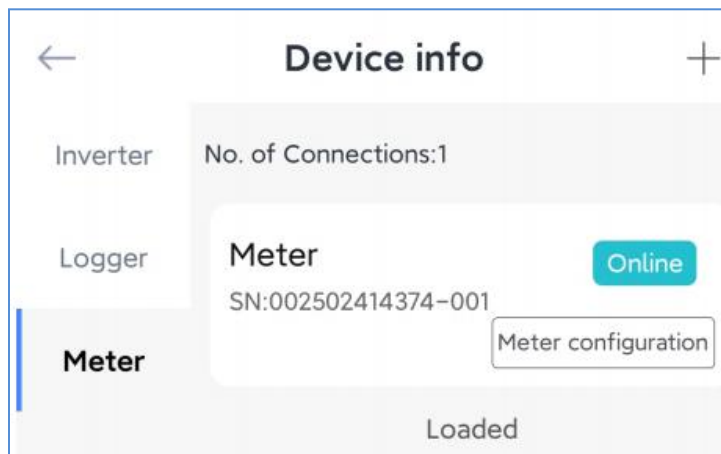 Device info
Inverter
No. of Connections:1
Logger
Meter
Online
SN:002502414374-001
Meter configuration
Meter
Loaded